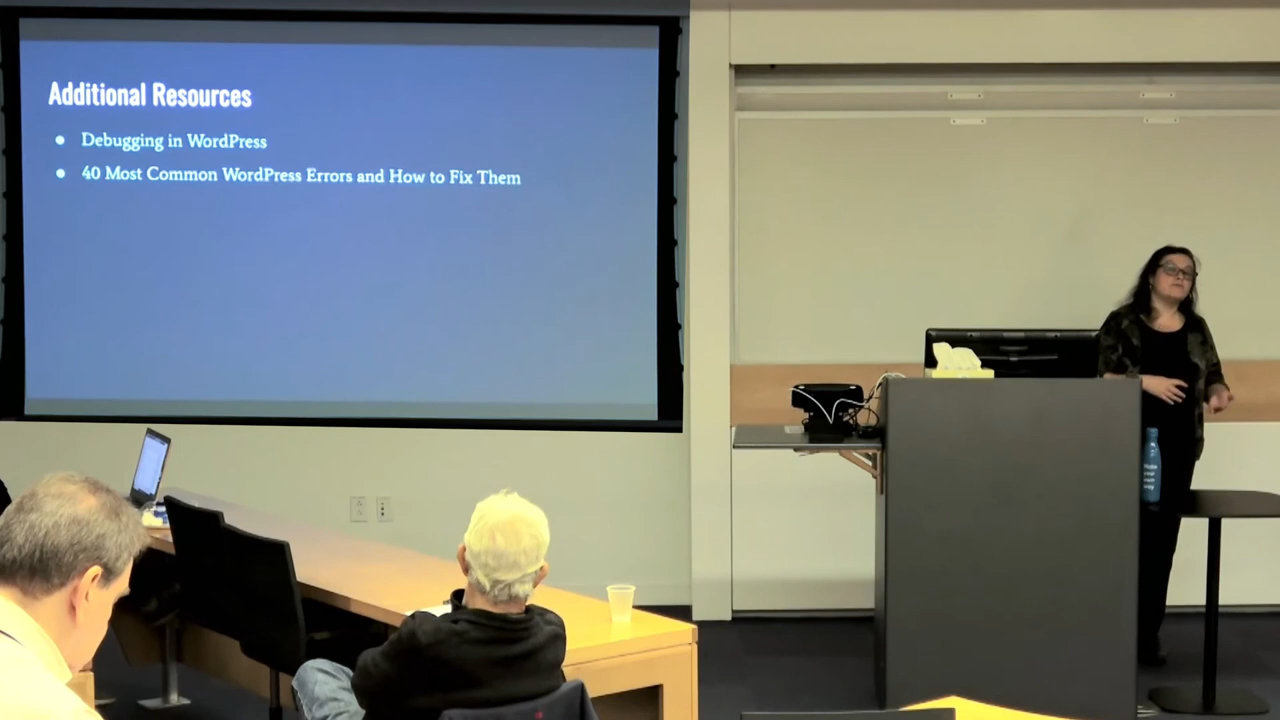 Additional Resources
● Debugging in WordPress
● 40 Most Common WordPress Errors and How to Fix Them